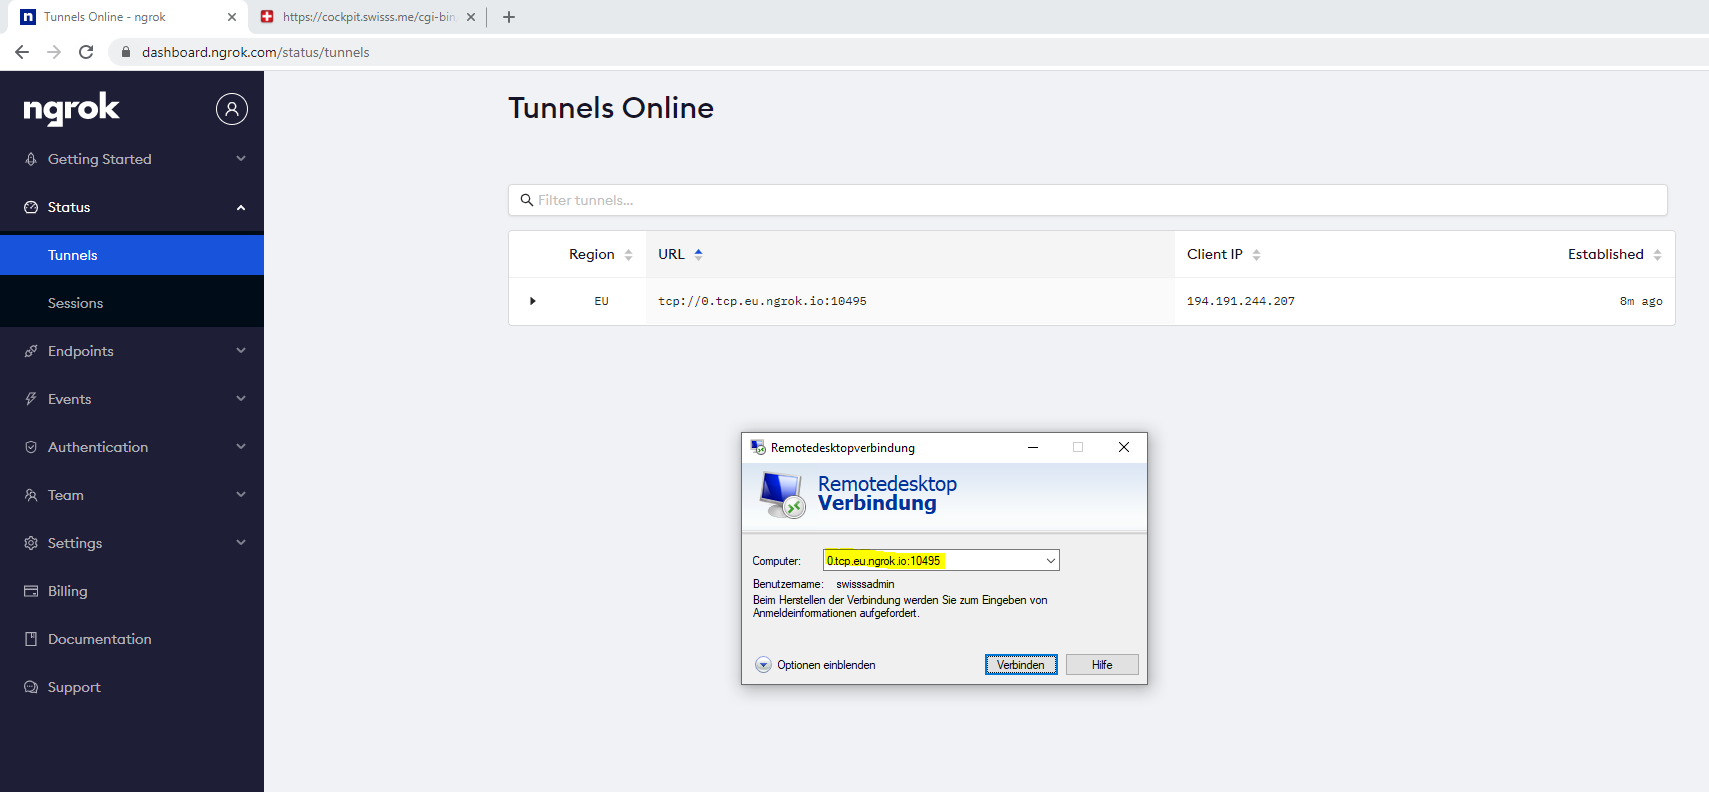 Tunnels Online - ngrok
https://cockpit.swisss.me/cgi-bin
dashboard.ngrok.com/status/tunnels
ngrok
Getting Started
Status
Tunnels
Sessions
Endpoints
Events
Authentication
Team
Settings
Billing
Documentation
Support
Tunnels Online
Filter tunnels...
Region URL Client IP Established
EU tcp://0.tcp.eu.ngrok.io:10495 194.191.244.207 8m ago
Remotedesktopverbindung
Remotedesktop
Verbindung
Computer: 0.tcp.eu.ngrok.io:10495
Benutzername: swisssadmin
Beim Herstellen der Verbindung werden Sie zum Eingeben von
Anmeldeinformationen aufgefordert.
Optionen einblenden Verbinden Hilfe